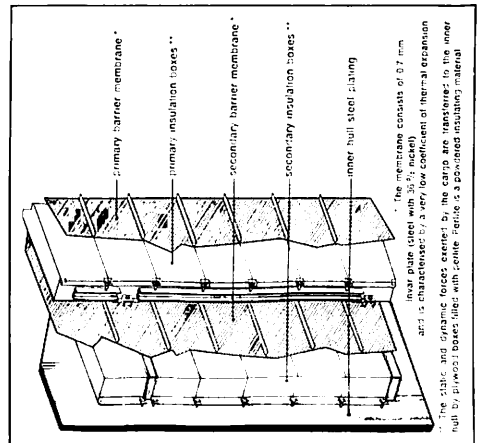 primary barrier membrane *
primary insulation boxes **
secondary barrier membrane *
secondary insulation boxes **
inner hull steel plating
* The membrane consists of 0.7 mm
invar plate (steel with 36% nickel)
and is characterised by a very low coefficient of thermal expansion
** The static and dynamic forces exerted by the cargo are transferred to the inner
hull by plywood boxes filled with perlite. Perlite is a powdered insulating material